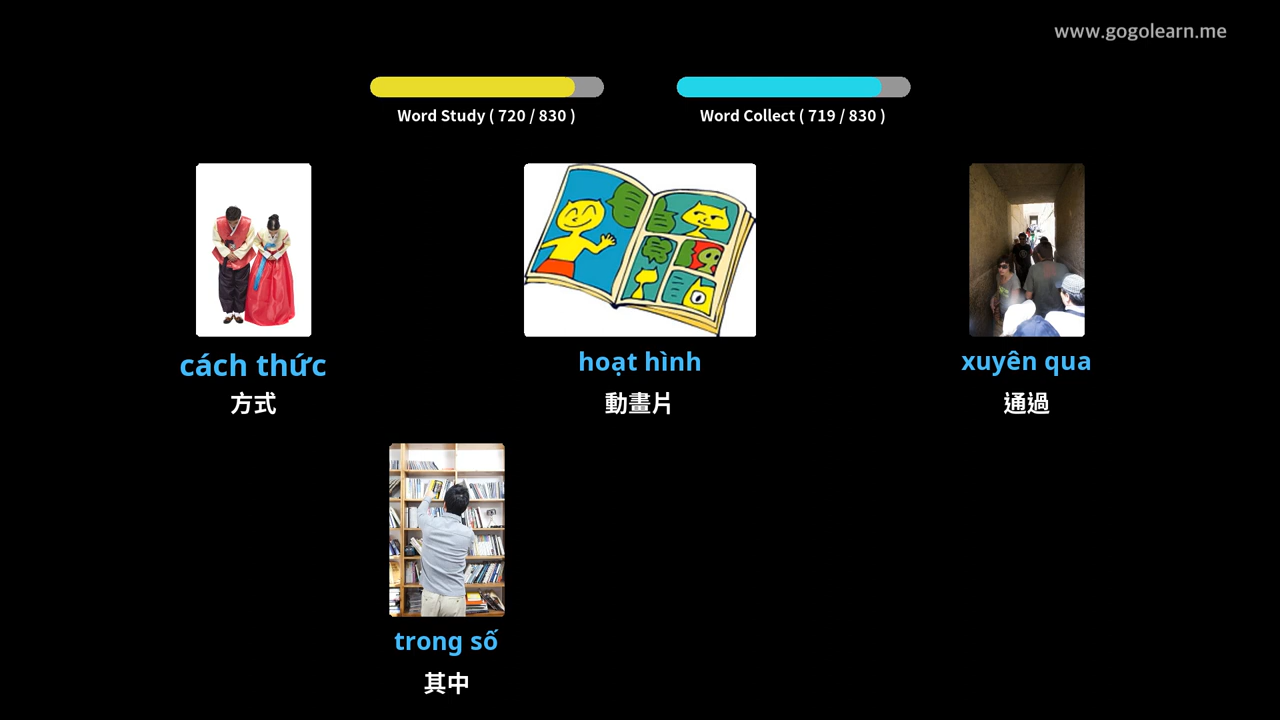 www.gogolearn.me
Word Study ( 720 / 830 )
Word Collect ( 719 / 830 )
cách thức
方式
hoạt hình
動畫片
xuyên qua
通過
trong số
其中